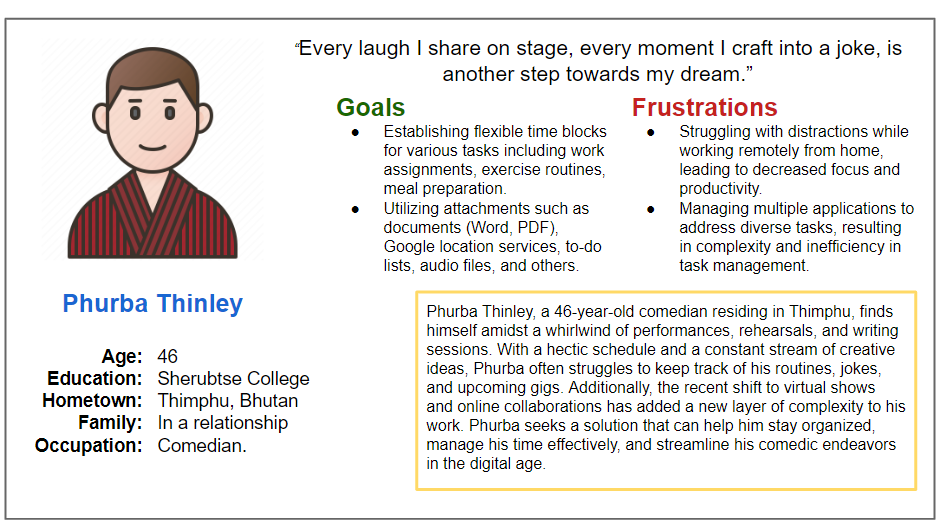 “Every laugh I share on stage, every moment I craft into a joke, is
another step towards my dream.”
Goals
● Establishing flexible time blocks
for various tasks including work
assignments, exercise routines,
meal preparation.
● Utilizing attachments such as
documents (Word, PDF),
Google location services, to-do
lists, audio files, and others.
Frustrations
● Struggling with distractions while
working remotely from home,
leading to decreased focus and
productivity.
● Managing multiple applications to
address diverse tasks, resulting
in complexity and inefficiency in
task management.
Phurba Thinley
Age: 46
Education: Sherubtse College
Hometown: Thimphu, Bhutan
Family: In a relationship
Occupation: Comedian.
Phurba Thinley, a 46-year-old comedian residing in Thimphu, finds
himself amidst a whirlwind of performances, rehearsals, and writing
sessions. With a hectic schedule and a constant stream of creative
ideas, Phurba often struggles to keep track of his routines, jokes,
and upcoming gigs. Additionally, the recent shift to virtual shows
and online collaborations has added a new layer of complexity to his
work. Phurba seeks a solution that can help him stay organized,
manage his time effectively, and streamline his comedic endeavors
in the digital age.